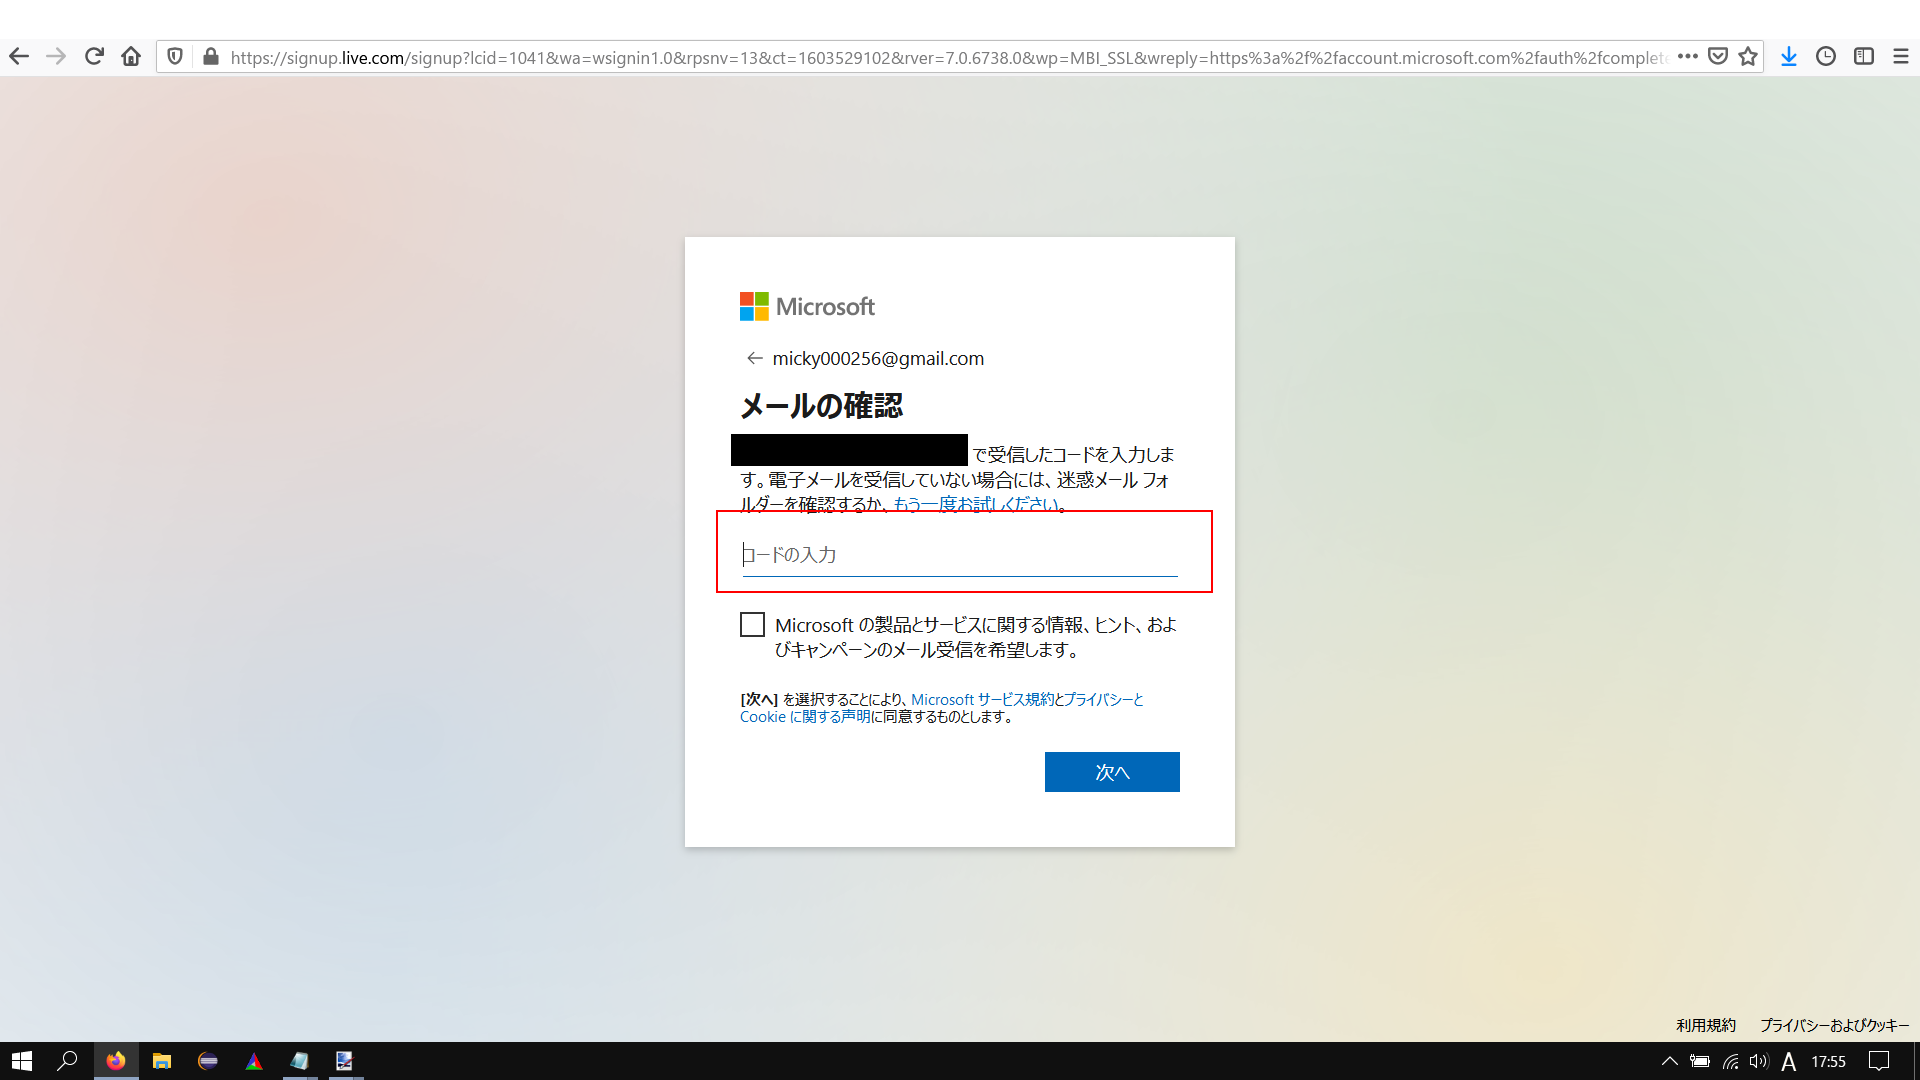 https://signup.live.com/signup?lcid=1041&wa=wsignin1.0&rpsnv=13&ct=1603529102&rver=7.0.6738.0&wp=MBI_SSL&wreply=https%3a%2f%2faccount.microsoft.com%2fauth%2fcomplete
Microsoft
micky000256@gmail.com
メールの確認
で受信したコードを入力しま
す。電子メールを受信していない場合には、迷惑メール フォ
ルダーを確認するか、もう一度お試しください。
コードの入力
Microsoft の製品とサービスに関する情報、ヒント、およ
びキャンペーンのメール受信を希望します。
[次へ] を選択することにより、Microsoft サービス規約とプライバシーと
Cookie に関する声明に同意するものとします。
次へ
利用規約 プライバシーおよびクッキー
A 17:55